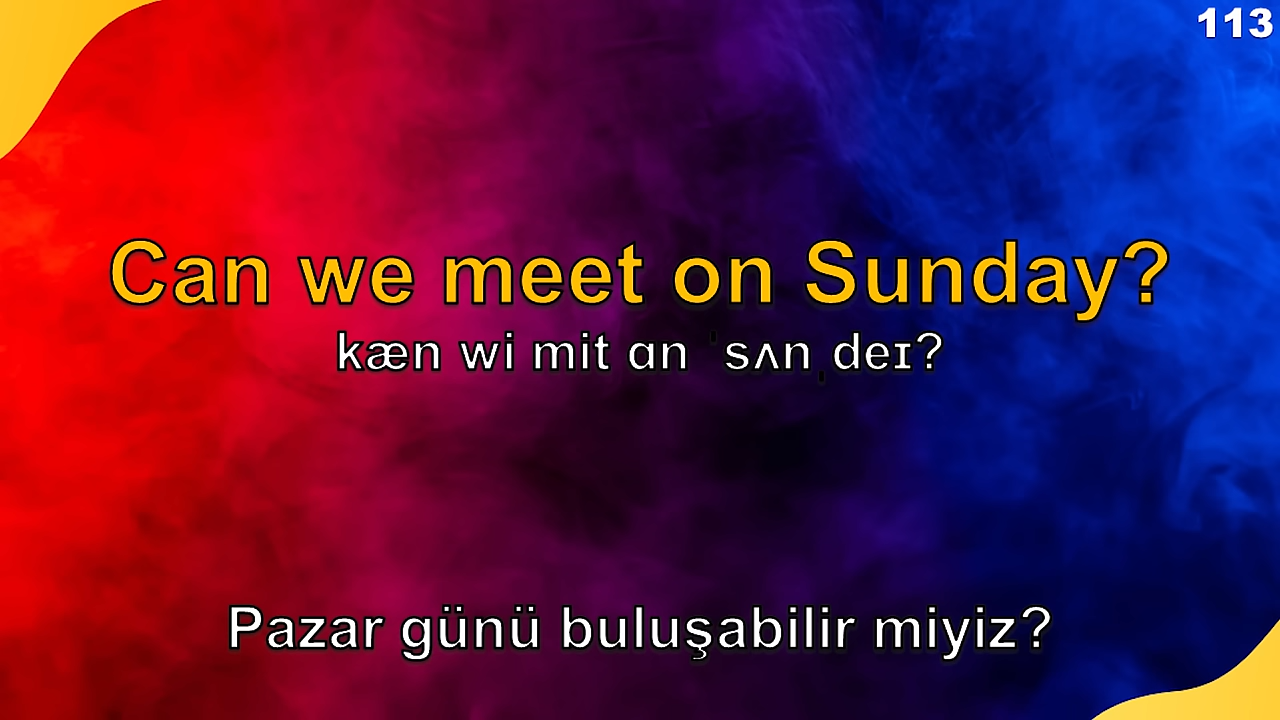 113
Can we meet on Sunday?
kæn wi mit ɑn ˈsʌnˌdeɪ?
Pazar günü buluşabilir miyiz?